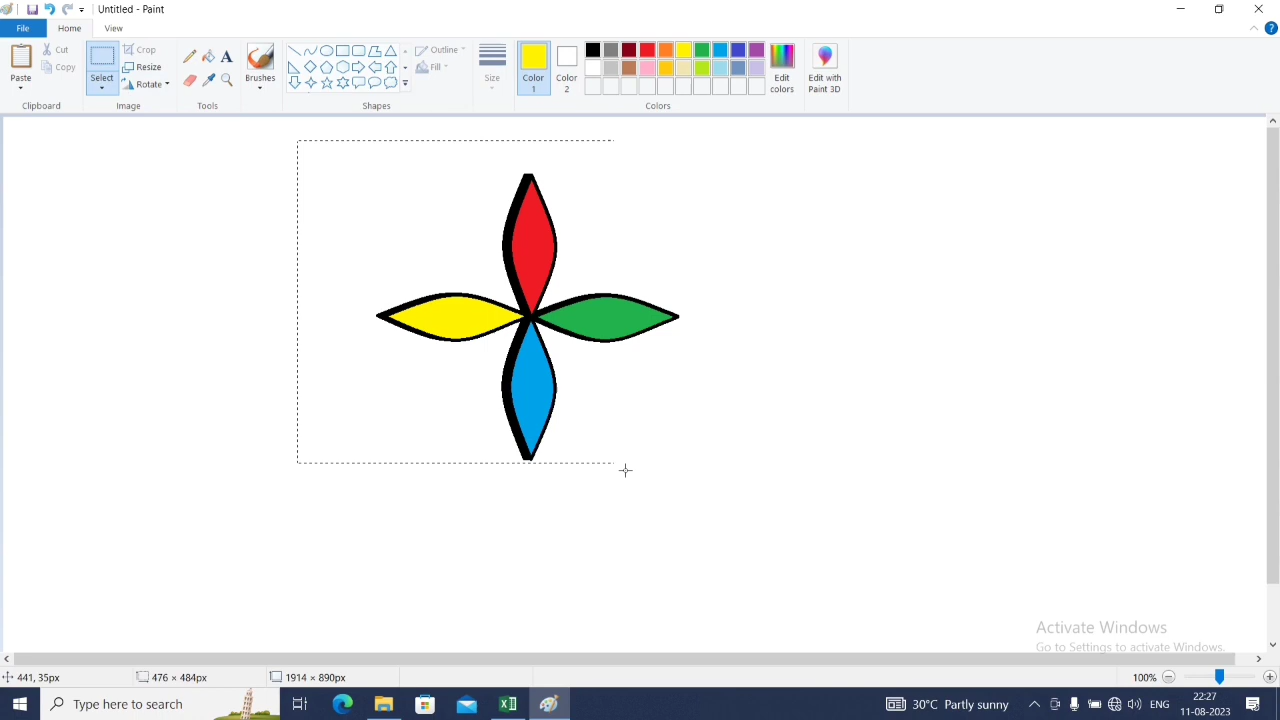 Untitled - Paint
File Home View
Paste
Cut
Copy
Clipboard
Select
Crop
Resize
Rotate
Image
Tools
Brushes
Shapes
Outline
Fill
Size
Color 1
Color 2
Colors
Edit colors
Edit with Paint 3D
Activate Windows
Go to Settings to activate Windows.
441, 35px 476 × 484px 1914 × 890px 100%
Type here to search
30°C Partly sunny ENG
22:27
11-08-2023